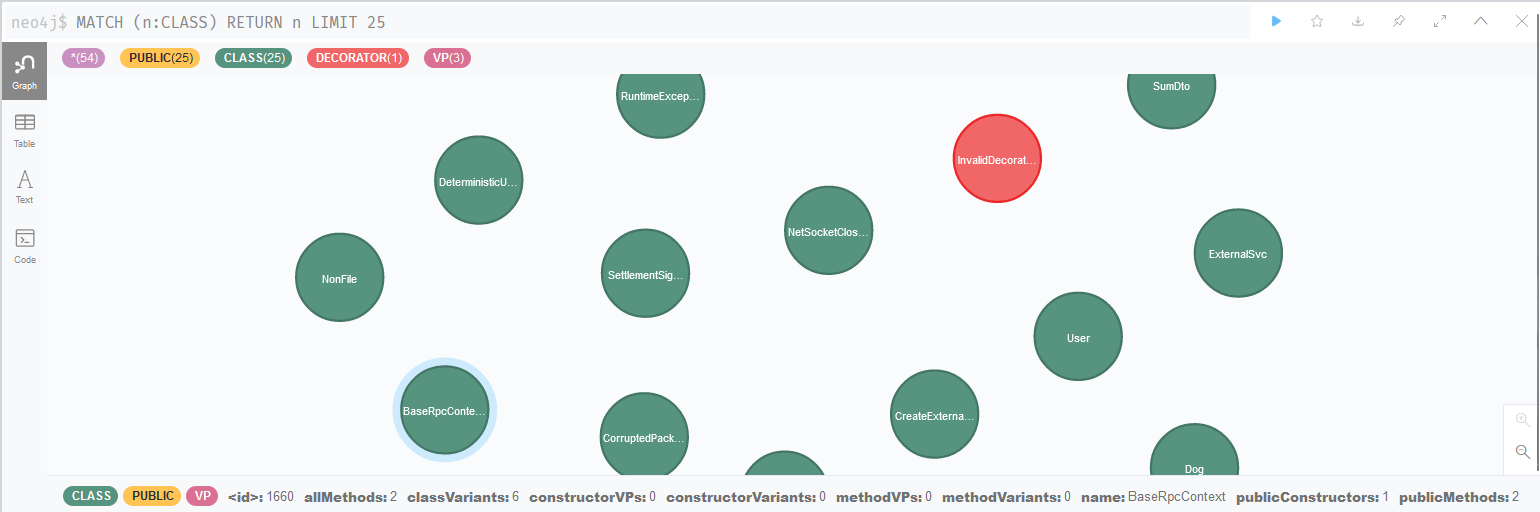 neo4j$ MATCH (n:CLASS) RETURN n LIMIT 25
Graph
Table
Text
Code
*(54) PUBLIC(25) CLASS(25) DECORATOR(1) VP(3)
RuntimeExcep...
SumDto
InvalidDecorat...
DeterministicU...
NetSocketClos...
ExternalSvc
SettlementSig...
NonFile
User
BaseRpcConte...
CreateExterna...
CorruptedPack...
Dog
CLASS PUBLIC VP <id>: 1660 allMethods: 2 classVariants: 6 constructorVPs: 0 constructorVariants: 0 methodVPs: 0 methodVariants: 0 name: BaseRpcContext publicConstructors: 1 publicMethods: 2